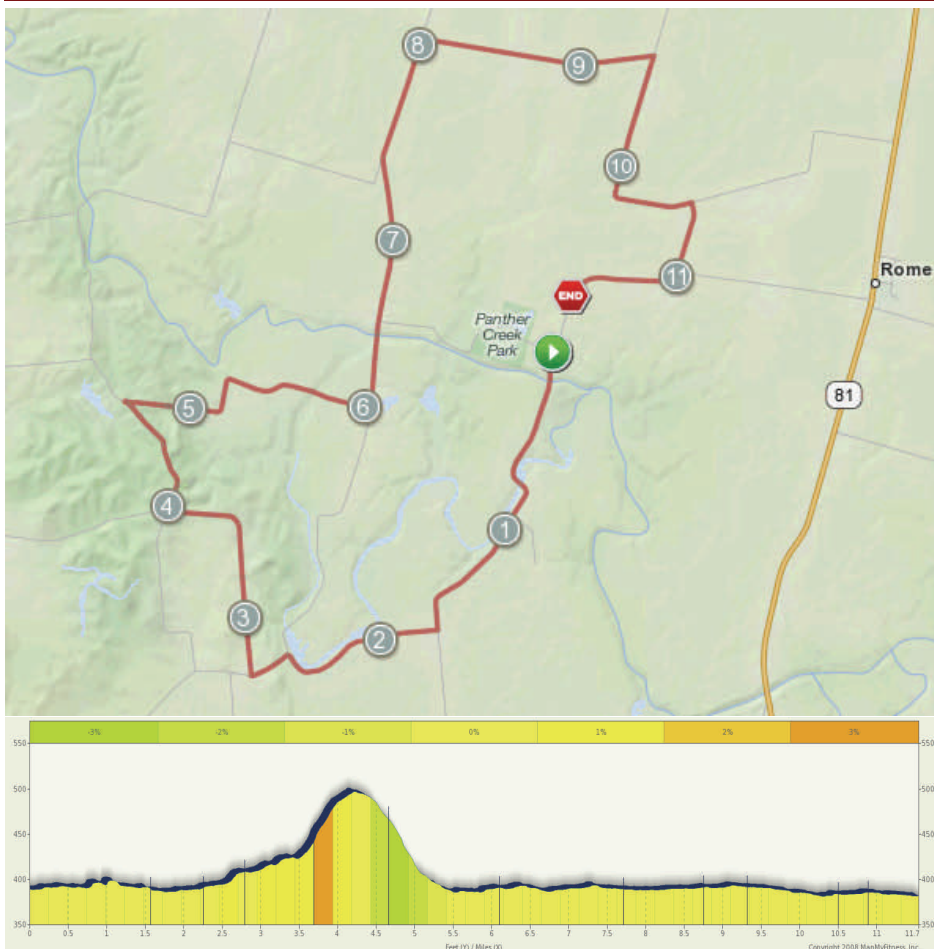 8
9
10
7
11
END
Rome
Panther
Creek
Park
81
6
5
4
1
3
2
-3% -2% -1% 0% 1% 2% 3%
550 550
500 500
450 450
400 400
350 350
0 0.5 1 1.5 2 2.5 3 3.5 4 4.5 5 5.5 6 6.5 7 7.5 8 8.5 9 9.5 10 10.5 11 11.7
Feet (Y) / Miles (X)
Copyright 2008 MapMyFitness, Inc.